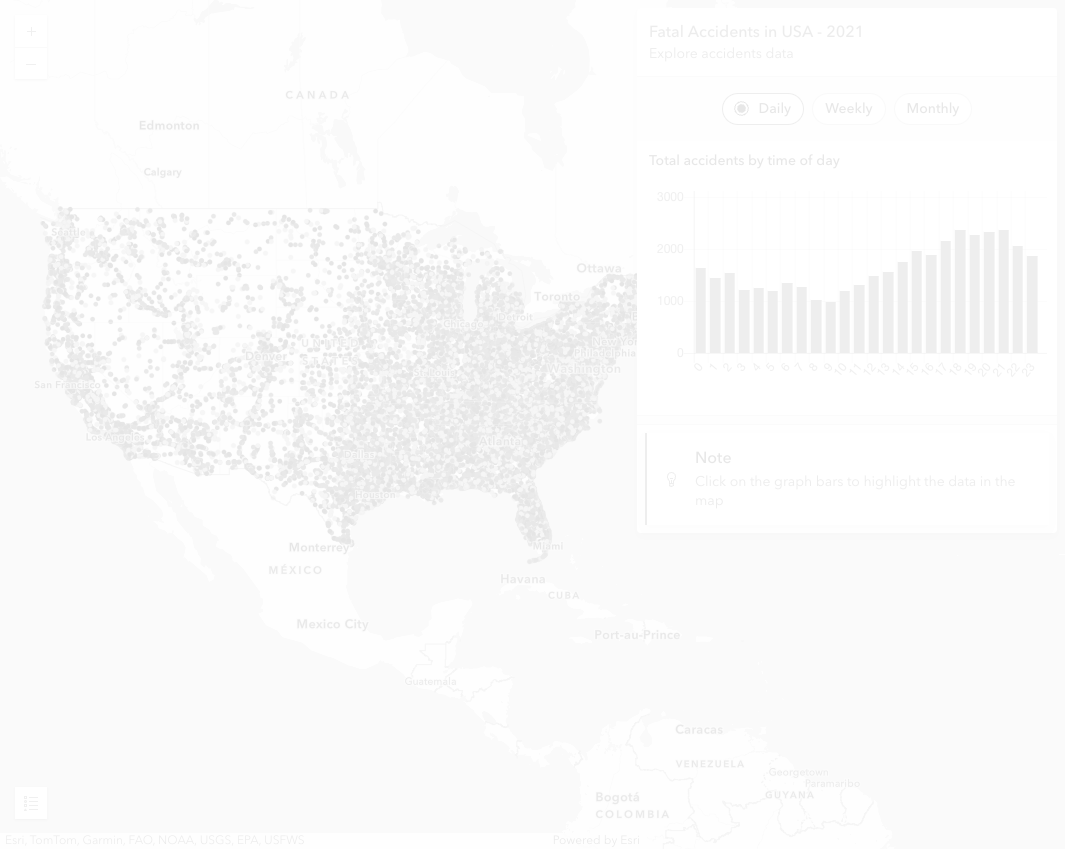 +
−
CANADA
Edmonton
Calgary
Seattle
Ottawa
Toronto
Detroit
Chicago
New Yo
Philadelphia
Washington
UNITED
STATES
Denver
St Louis
San Francisco
Los Angeles
Atlanta
Dallas
Houston
Monterrey
MÉXICO
Miami
Havana
CUBA
Mexico City
Port-au-Prince
Guatemala
Caracas
VENEZUELA
Georgetown
Paramaribo
GUYANA
Bogotá
COLOMBIA
Esri, TomTom, Garmin, FAO, NOAA, USGS, EPA, USFWS
Powered by Esri
Fatal Accidents in USA - 2021
Explore accidents data
Daily Weekly Monthly
Total accidents by time of day
3000
2000
1000
0
0 1 2 3 4 5 6 7 8 9 10 11 12 13 14 15 16 17 18 19 20 21 22 23
Note
Click on the graph bars to highlight the data in the
map